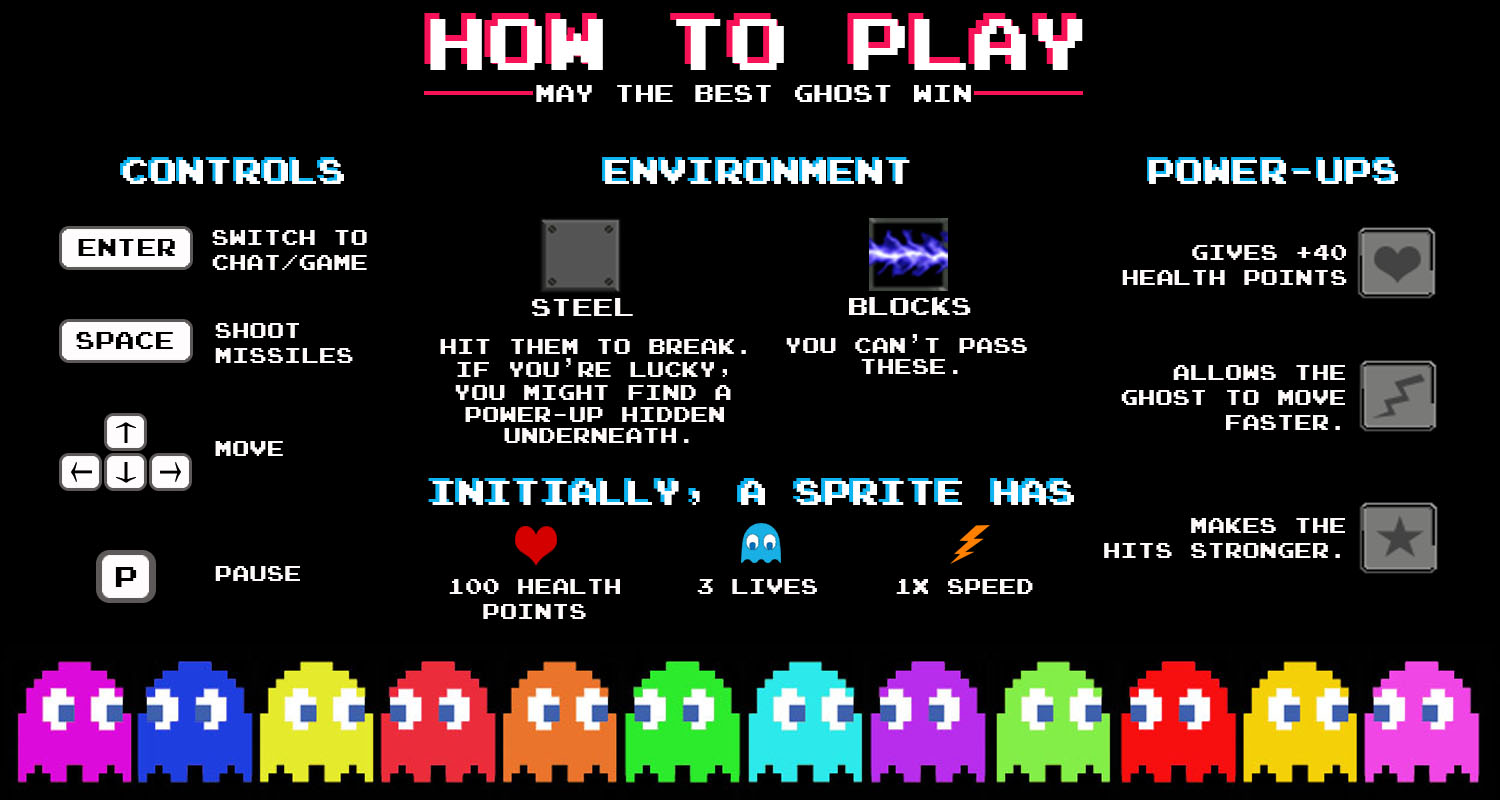 HOW TO PLAY
MAY THE BEST GHOST WIN
CONTROLS
ENTER
SWITCH TO
CHAT/GAME
SPACE
SHOOT
MISSILES
↑
← ↓ →
MOVE
P
PAUSE
ENVIRONMENT
STEEL
HIT THEM TO BREAK.
IF YOU'RE LUCKY,
YOU MIGHT FIND A
POWER-UP HIDDEN
UNDERNEATH.
BLOCKS
YOU CAN'T PASS
THESE.
INITIALLY, A SPRITE HAS
100 HEALTH
POINTS
3 LIVES
1X SPEED
POWER-UPS
GIVES +40
HEALTH POINTS
ALLOWS THE
GHOST TO MOVE
FASTER.
MAKES THE
HITS STRONGER.